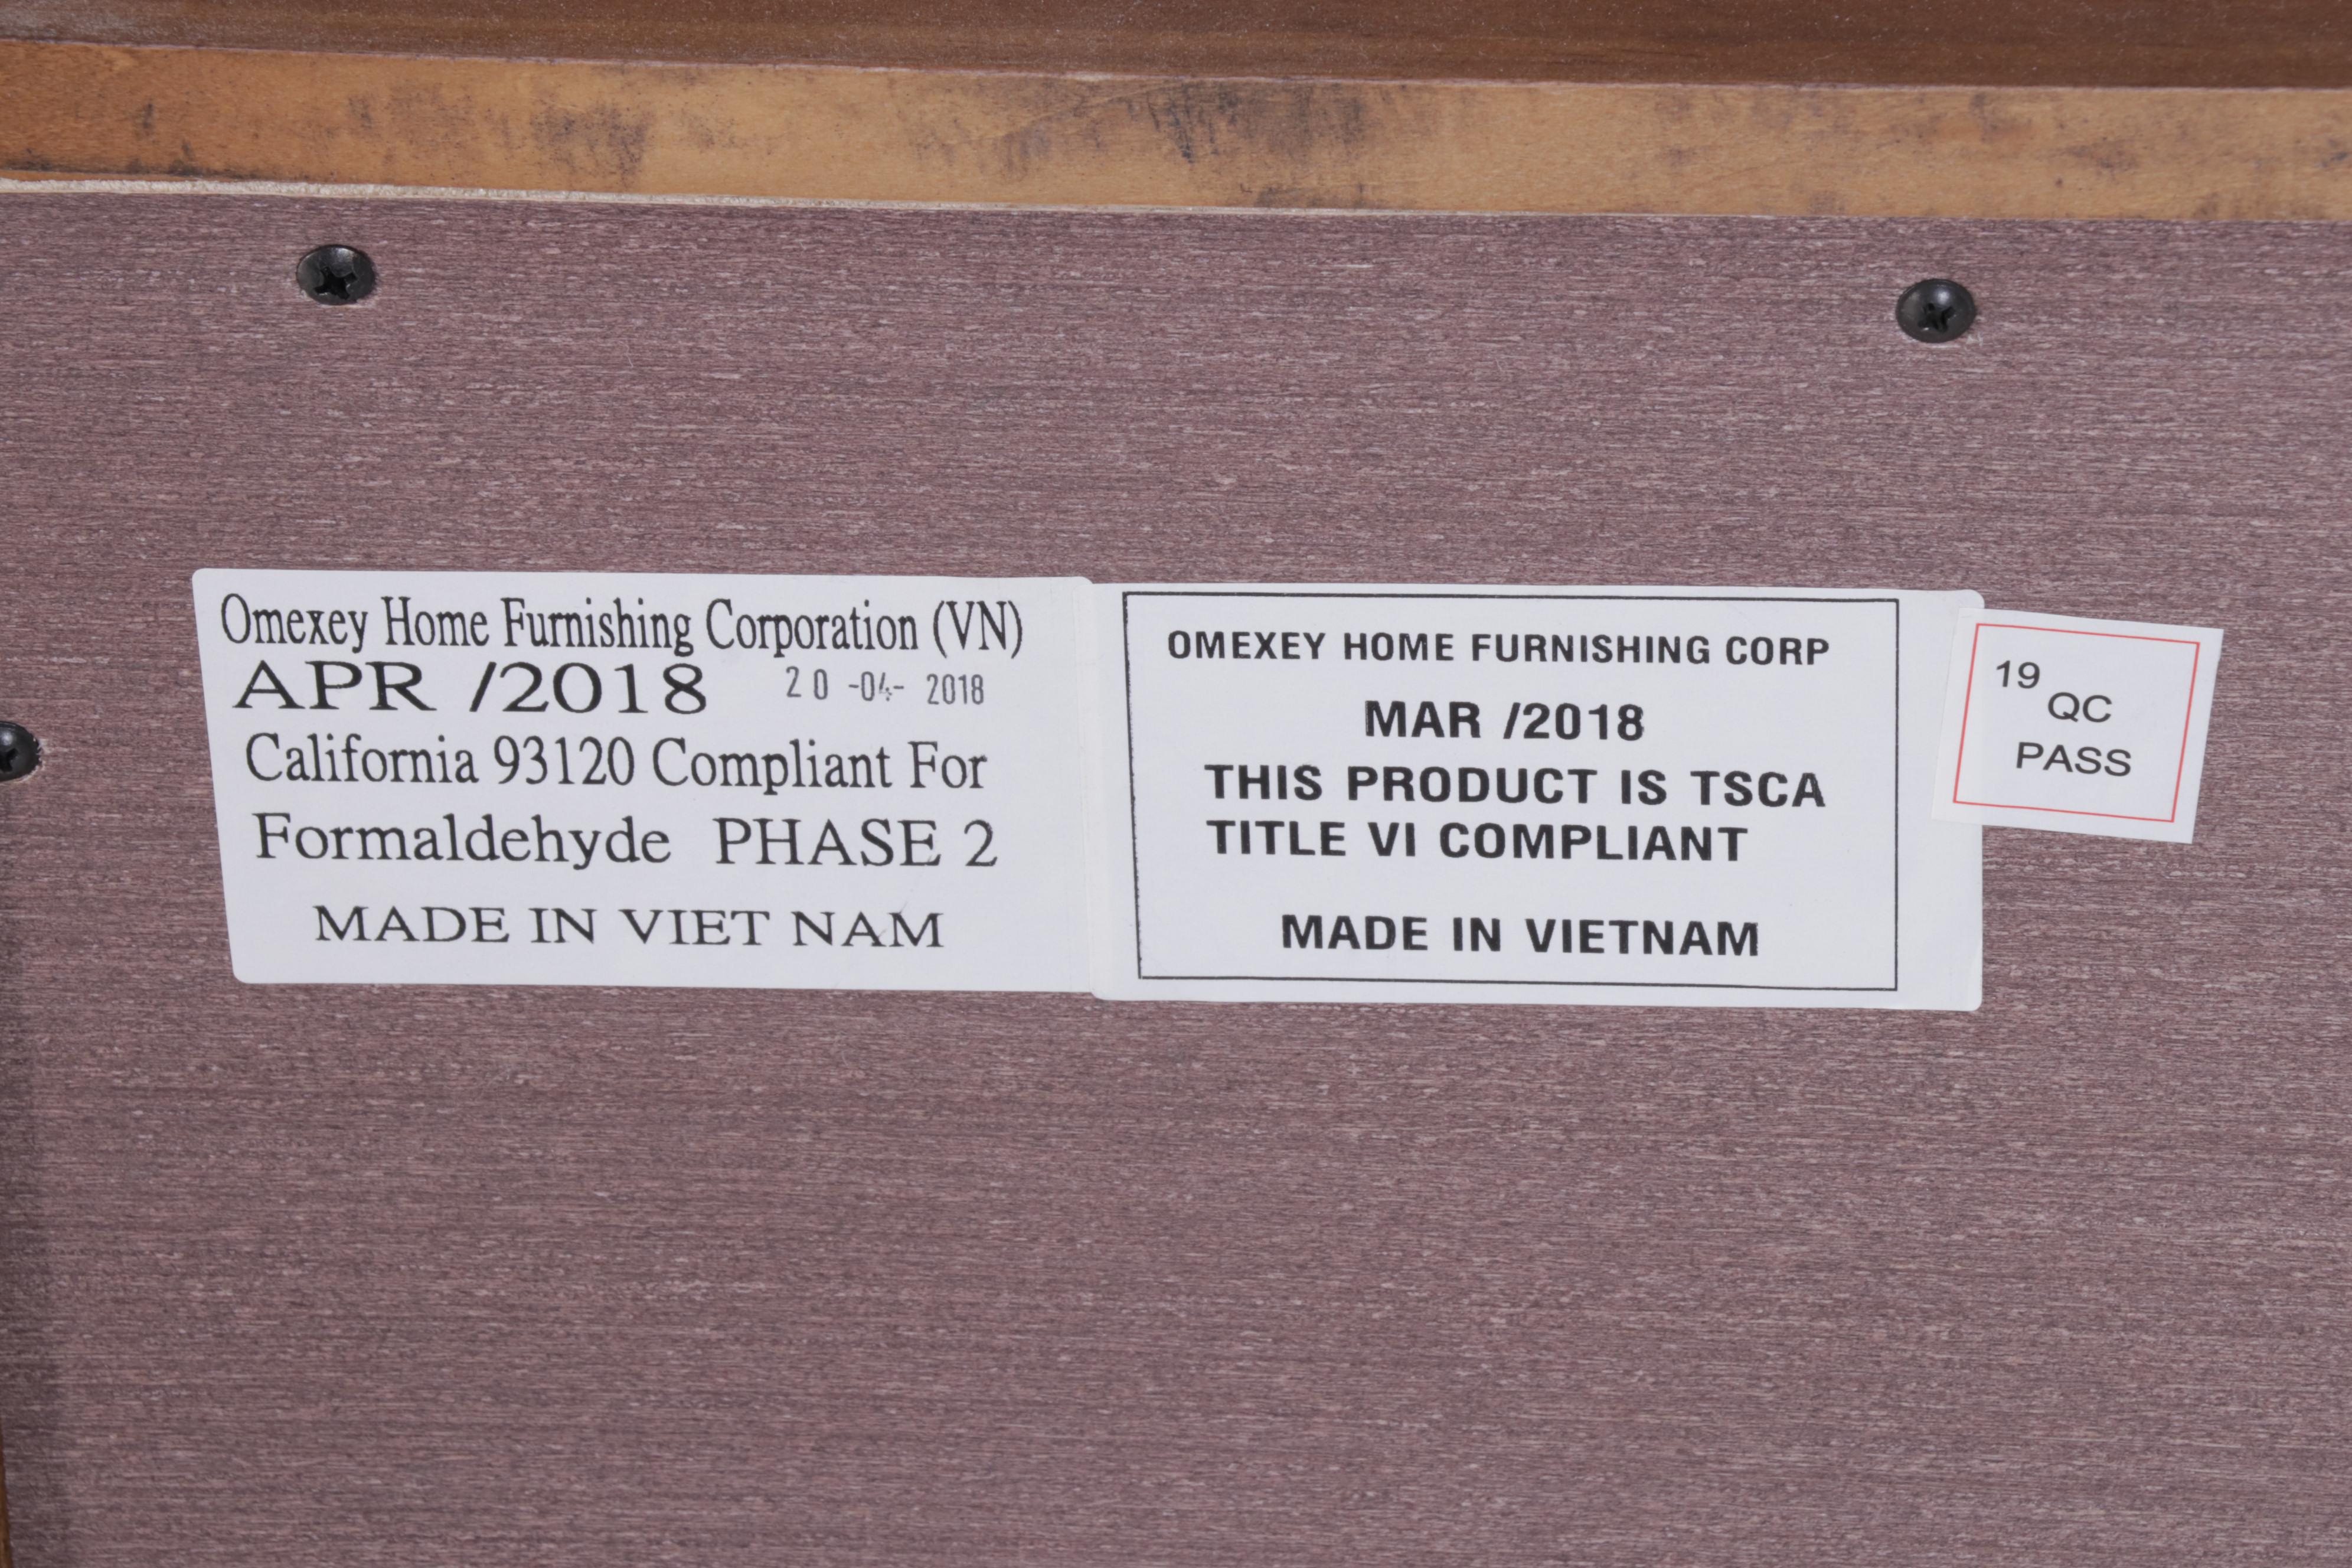 Omexey Home Furnishing Corporation (VN)
APR /2018 20 -04- 2018
California 93120 Compliant For
Formaldehyde PHASE 2
MADE IN VIET NAM
OMEXEY HOME FURNISHING CORP
MAR /2018
THIS PRODUCT IS TSCA
TITLE VI COMPLIANT
MADE IN VIETNAM
19
QC
PASS